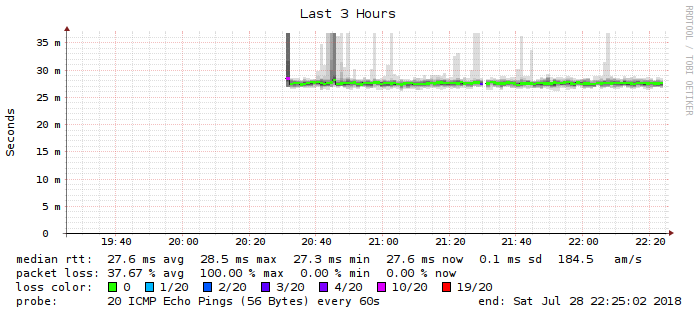 Last 3 Hours
RRDTOOL / TOBI OETIKER
Seconds
35 m
30 m
25 m
20 m
15 m
10 m
5 m
0
19:40 20:00 20:20 20:40 21:00 21:20 21:40 22:00 22:20
median rtt: 27.6 ms avg 28.5 ms max 27.3 ms min 27.6 ms now 0.1 ms sd 184.5 am/s
packet loss: 37.67 % avg 100.00 % max 0.00 % min 0.00 % now
loss color: 0 1/20 2/20 3/20 4/20 10/20 19/20
probe: 20 ICMP Echo Pings (56 Bytes) every 60s end: Sat Jul 28 22:25:02 2018